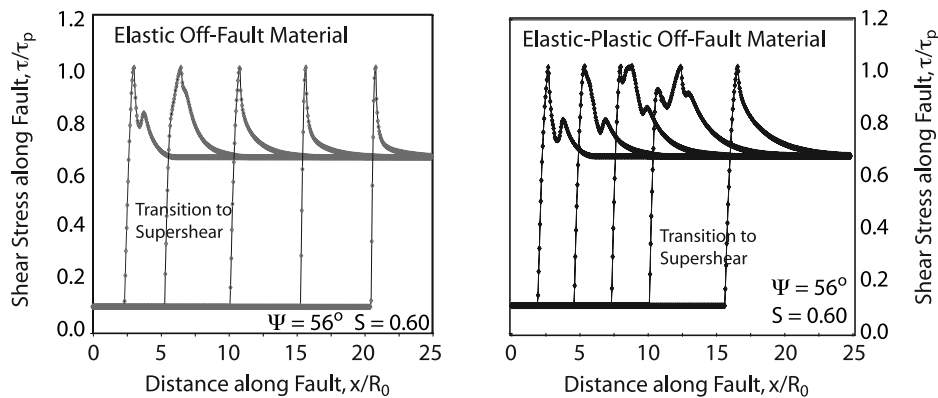 Elastic Off-Fault Material
Shear Stress along Fault, τ/τp
1.2
1.0
0.8
0.6
0.4
0.2
0.0
Transition to
Supershear
Ψ = 56° S = 0.60
0 5 10 15 20 25
Distance along Fault, x/R0
Elastic-Plastic Off-Fault Material
Transition to
Supershear
Ψ = 56°
S = 0.60
0 5 10 15 20 25
Distance along Fault, x/R0
1.2
1.0
0.8
0.6
0.4
0.2
0.0
Shear Stress along Fault, τ/τp